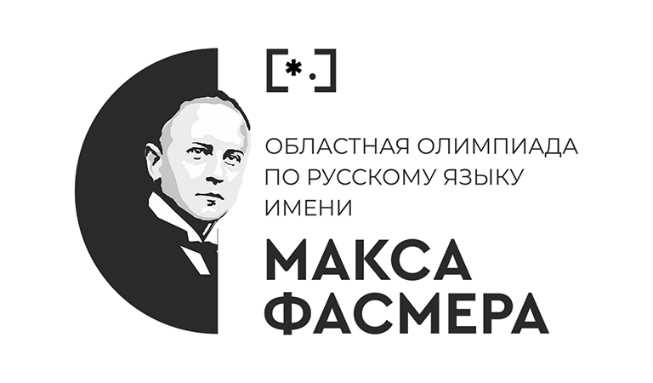 [*.]
ОБЛАСТНАЯ ОЛИМПИАДА
ПО РУССКОМУ ЯЗЫКУ
ИМЕНИ
МАКСА
ФАСМЕРА